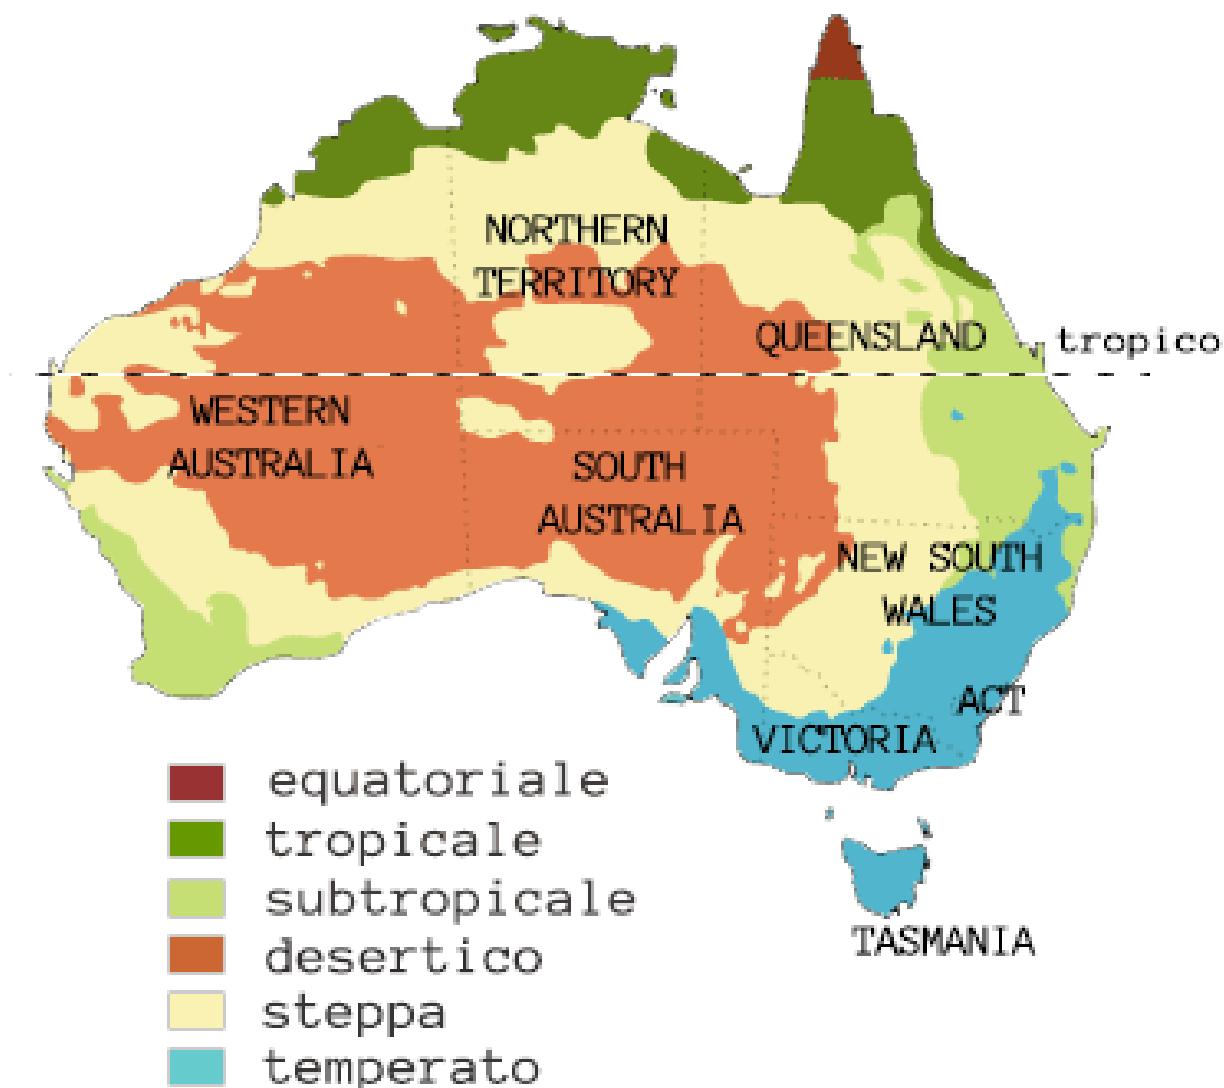 NORTHERN
TERRITORY
QUEENSLAND
tropico
WESTERN
AUSTRALIA
SOUTH
AUSTRALIA
NEW SOUTH
WALES
ACT
VICTORIA
TASMANIA
equatoriale
tropicale
subtropicale
desertico
steppa
temperato